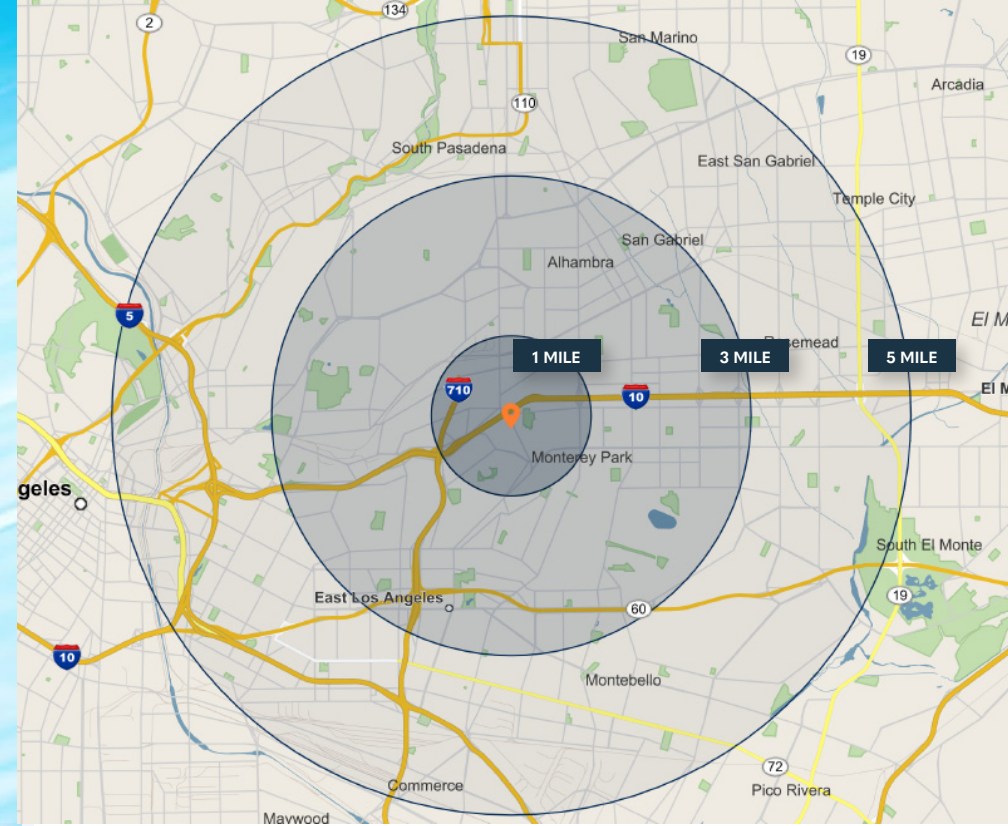 134
2
San Marino
19
Arcadia
110
South Pasadena
East San Gabriel
Temple City
San Gabriel
Alhambra
5
El M
1 MILE
3 MILE
semead
5 MILE
710
10
El M
Monterey Park
geles
South El Monte
East Los Angeles
19
60
10
Montebello
72
Commerce
Pico Rivera
Maywood